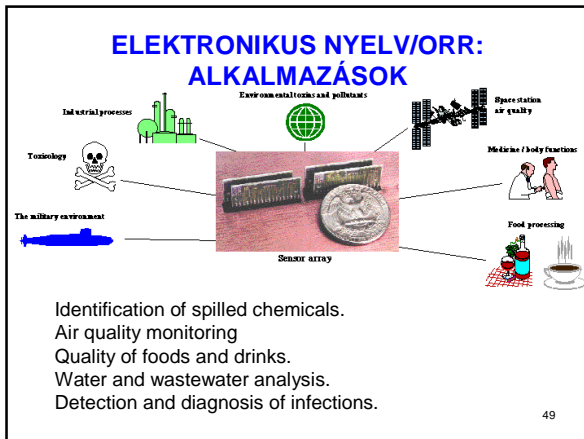 ELEKTRONIKUS NYELV/ORR:
ALKALMAZÁSOK
Environmental toxins and pollutants
Industrial processes
Space station
air quality
Toxicology
Medicine / body functions
The military environment
Food processing
Sensor array
Identification of spilled chemicals.
Air quality monitoring
Quality of foods and drinks.
Water and wastewater analysis.
Detection and diagnosis of infections.
49